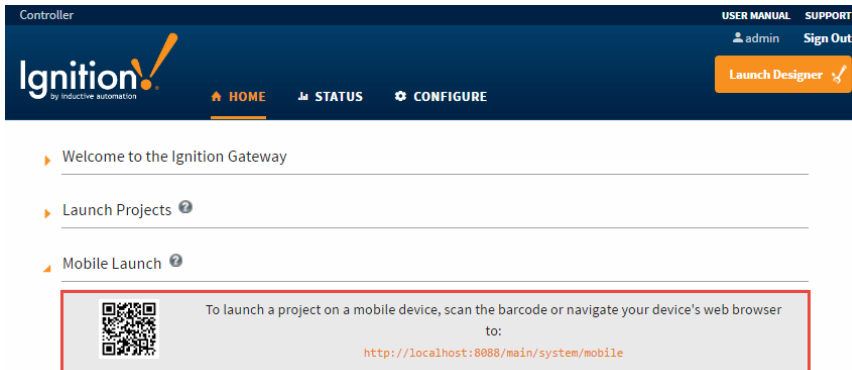 Controller
USER MANUAL SUPPORT
admin Sign Out
Ignition!
by inductive automation
HOME STATUS CONFIGURE
Launch Designer
Welcome to the Ignition Gateway
Launch Projects ?
Mobile Launch ?
To launch a project on a mobile device, scan the barcode or navigate your device's web browser
to:
http://localhost:8088/main/system/mobile